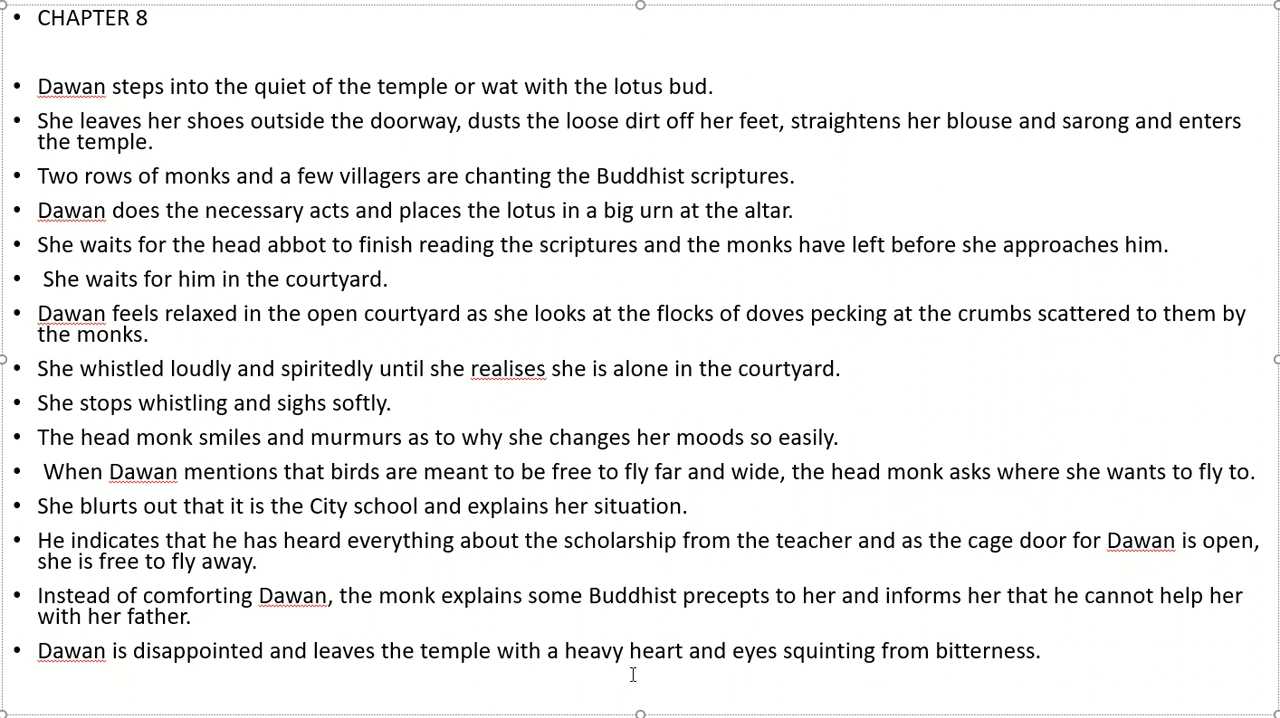 • CHAPTER 8
• Dawan steps into the quiet of the temple or wat with the lotus bud.
• She leaves her shoes outside the doorway, dusts the loose dirt off her feet, straightens her blouse and sarong and enters
the temple.
• Two rows of monks and a few villagers are chanting the Buddhist scriptures.
• Dawan does the necessary acts and places the lotus in a big urn at the altar.
• She waits for the head abbot to finish reading the scriptures and the monks have left before she approaches him.
• She waits for him in the courtyard.
• Dawan feels relaxed in the open courtyard as she looks at the flocks of doves pecking at the crumbs scattered to them by
the monks.
• She whistled loudly and spiritedly until she realises she is alone in the courtyard.
• She stops whistling and sighs softly.
• The head monk smiles and murmurs as to why she changes her moods so easily.
• When Dawan mentions that birds are meant to be free to fly far and wide, the head monk asks where she wants to fly to.
• She blurts out that it is the City school and explains her situation.
• He indicates that he has heard everything about the scholarship from the teacher and as the cage door for Dawan is open,
she is free to fly away.
• Instead of comforting Dawan, the monk explains some Buddhist precepts to her and informs her that he cannot help her
with her father.
• Dawan is disappointed and leaves the temple with a heavy heart and eyes squinting from bitterness.